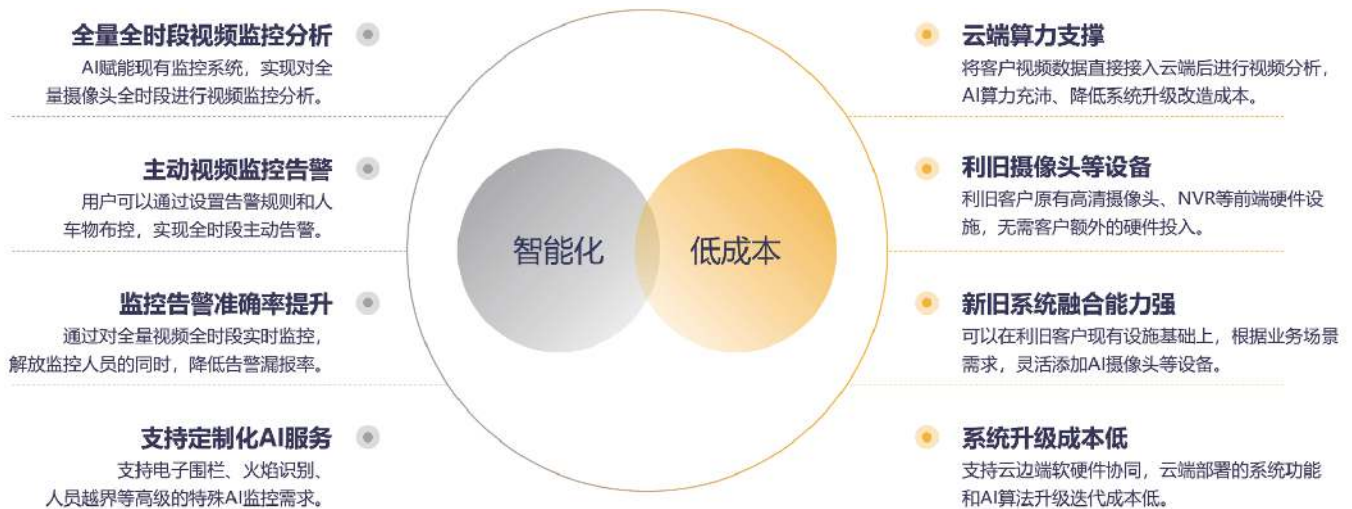 全量全时段视频监控分析
AI赋能现有监控系统，实现对全
量摄像头全时段进行视频监控分析。
主动视频监控告警
用户可以通过设置告警规则和人
车物布控，实现全时段主动告警。
监控告警准确率提升
通过对全量视频全时段实时监控，
解放监控人员的同时，降低告警漏报率。
支持定制化AI服务
支持电子围栏、火焰识别、
人员越界等高级的特殊AI监控需求。
智能化
低成本
云端算力支撑
将客户视频数据直接接入云端后进行视频分析，
AI算力充沛、降低系统升级改造成本。
利旧摄像头等设备
利旧客户原有高清摄像头、NVR等前端硬件设
施，无需客户额外的硬件投入。
新旧系统融合能力强
可以在利旧客户现有设施基础上，根据业务场景
需求，灵活添加AI摄像头等设备。
系统升级成本低
支持云边端软硬件协同，云端部署的系统功能
和AI算法升级迭代成本低。